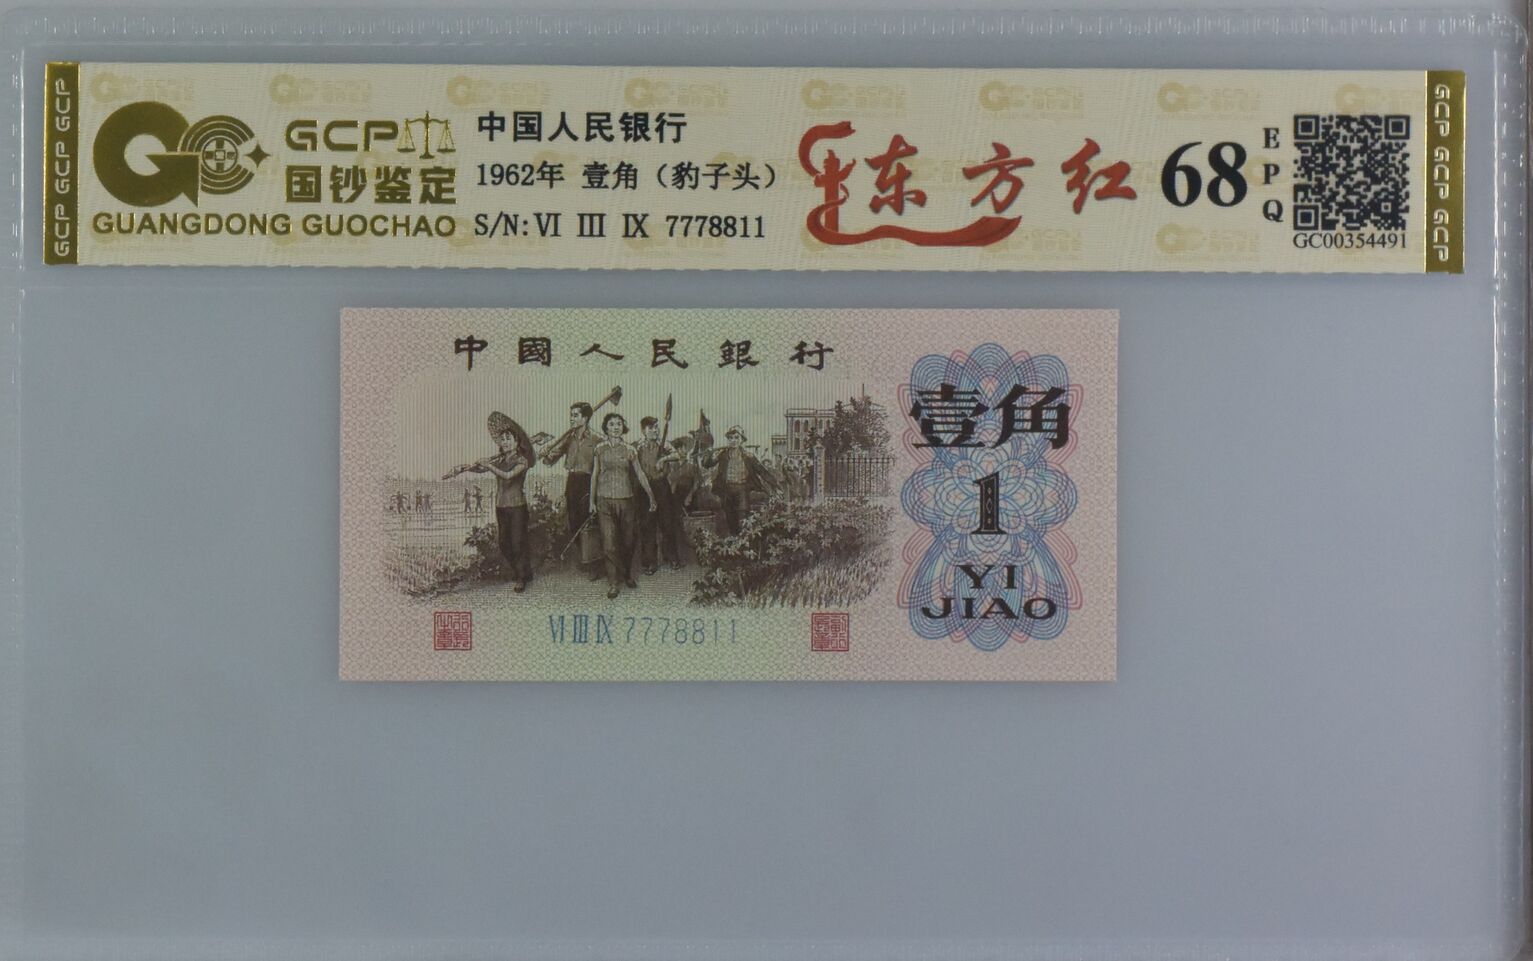 GCP GCP GCP
GCP
国钞鉴定
GUANGDONG GUOCHAO
中国人民银行
1962年 壹角（豹子头）
S/N: VI III IX 7778811
东方红
68
EPQ
GC00354491
GCP GCP GCP
中國人民銀行
壹角
1
YI
JIAO
VI III IX 7778811